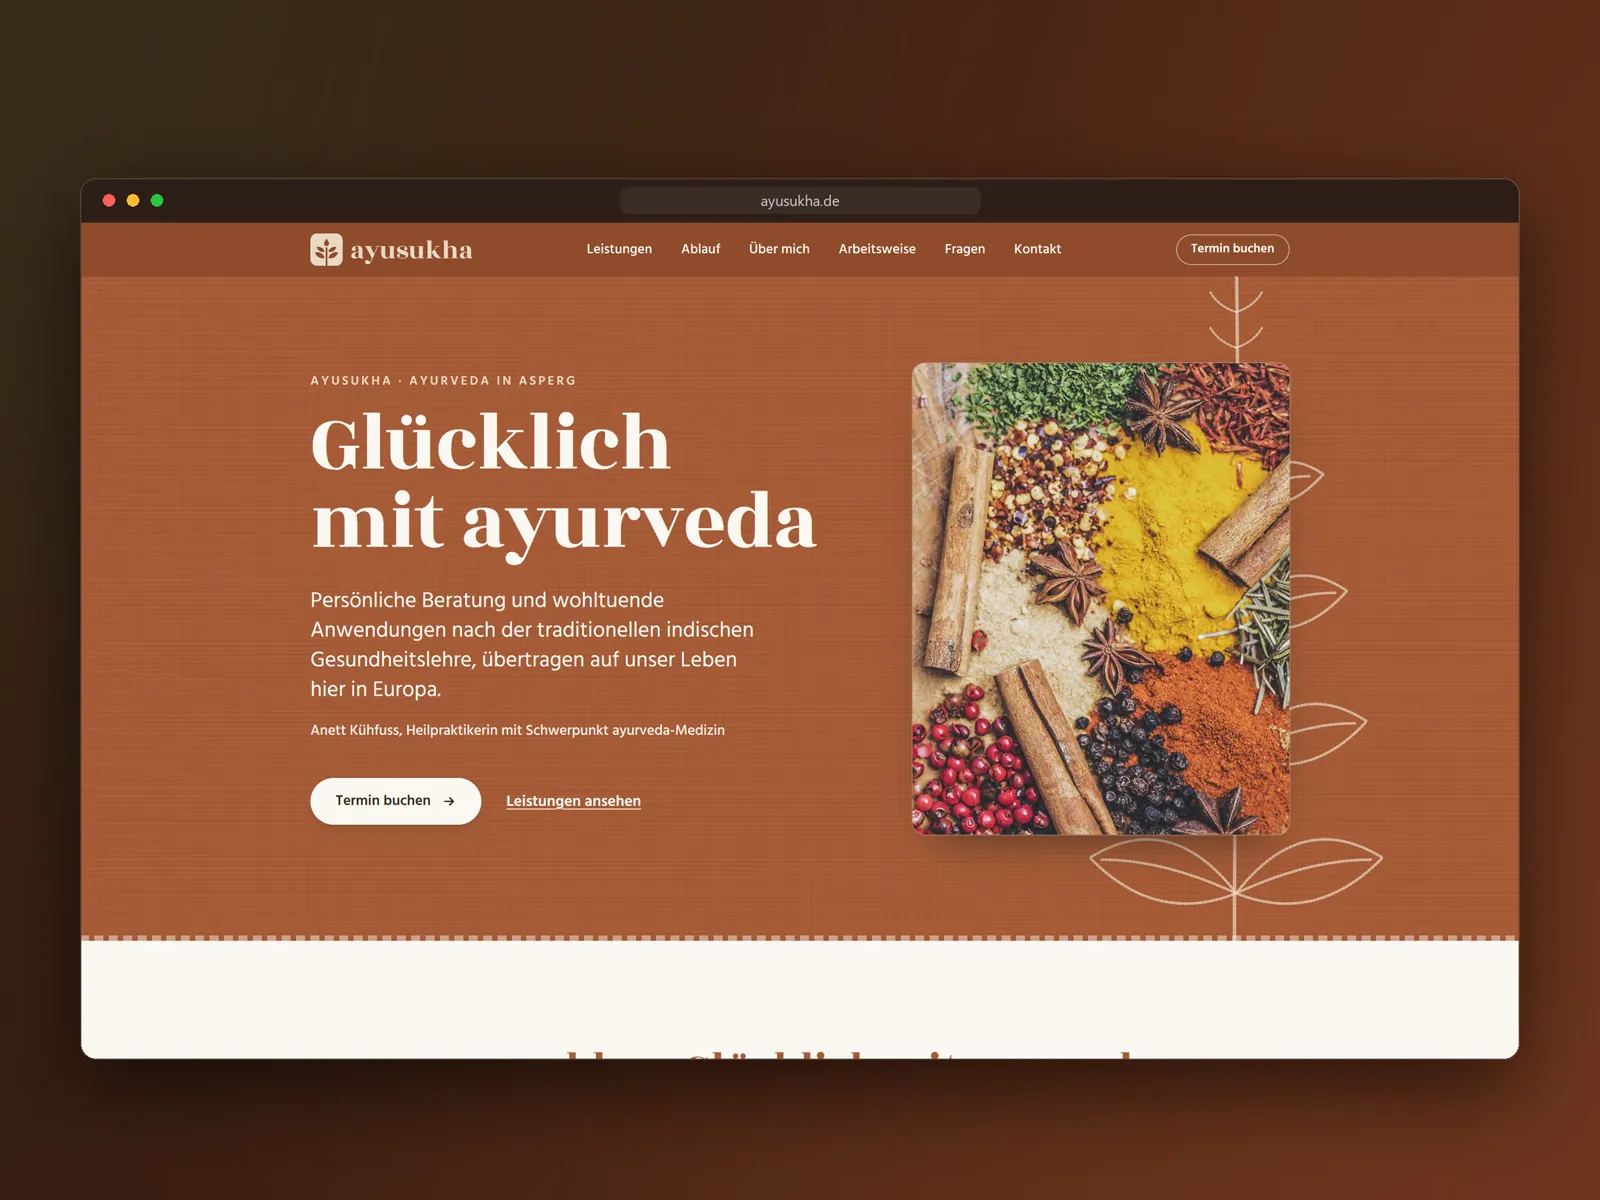 ayusukha.de
ayusukha
Leistungen Ablauf Über mich Arbeitsweise Fragen Kontakt
Termin buchen
AYUSUKHA · AYURVEDA IN ASPERG
Glücklich
mit ayurveda
Persönliche Beratung und wohltuende
Anwendungen nach der traditionellen indischen
Gesundheitslehre, übertragen auf unser Leben
hier in Europa.
Anett Kühfuss, Heilpraktikerin mit Schwerpunkt ayurveda-Medizin
Termin buchen →
Leistungen ansehen